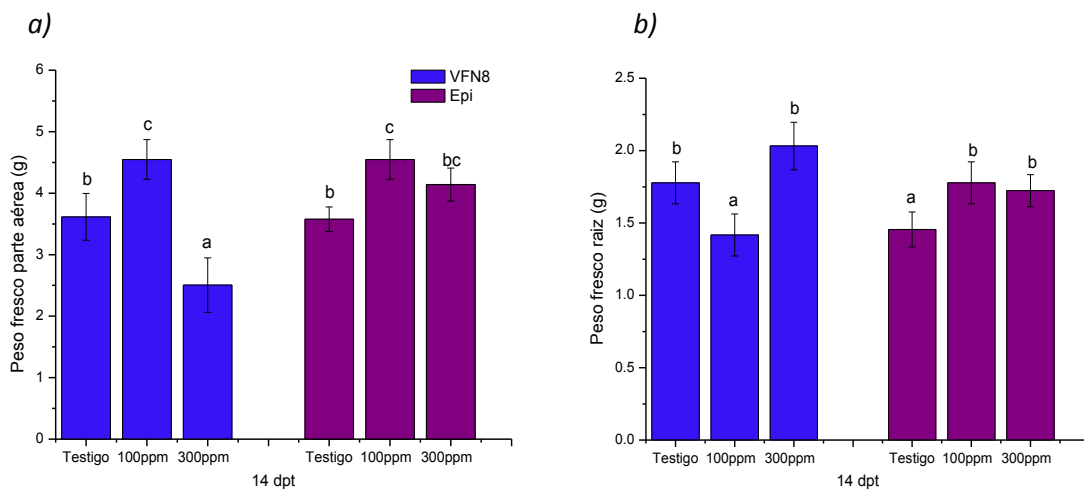 a)
Peso fresco parte aérea (g)
6
5
4
3
2
1
0
VFN8
Epi
b
c
a
b
c
bc
Testigo 100ppm 300ppm Testigo 100ppm 300ppm
14 dpt
b)
Peso fresco raiz (g)
2.5
2.0
1.5
1.0
0.5
0.0
b
a
b
a
b
b
Testigo 100ppm 300ppm Testigo 100ppm 300ppm
14 dpt